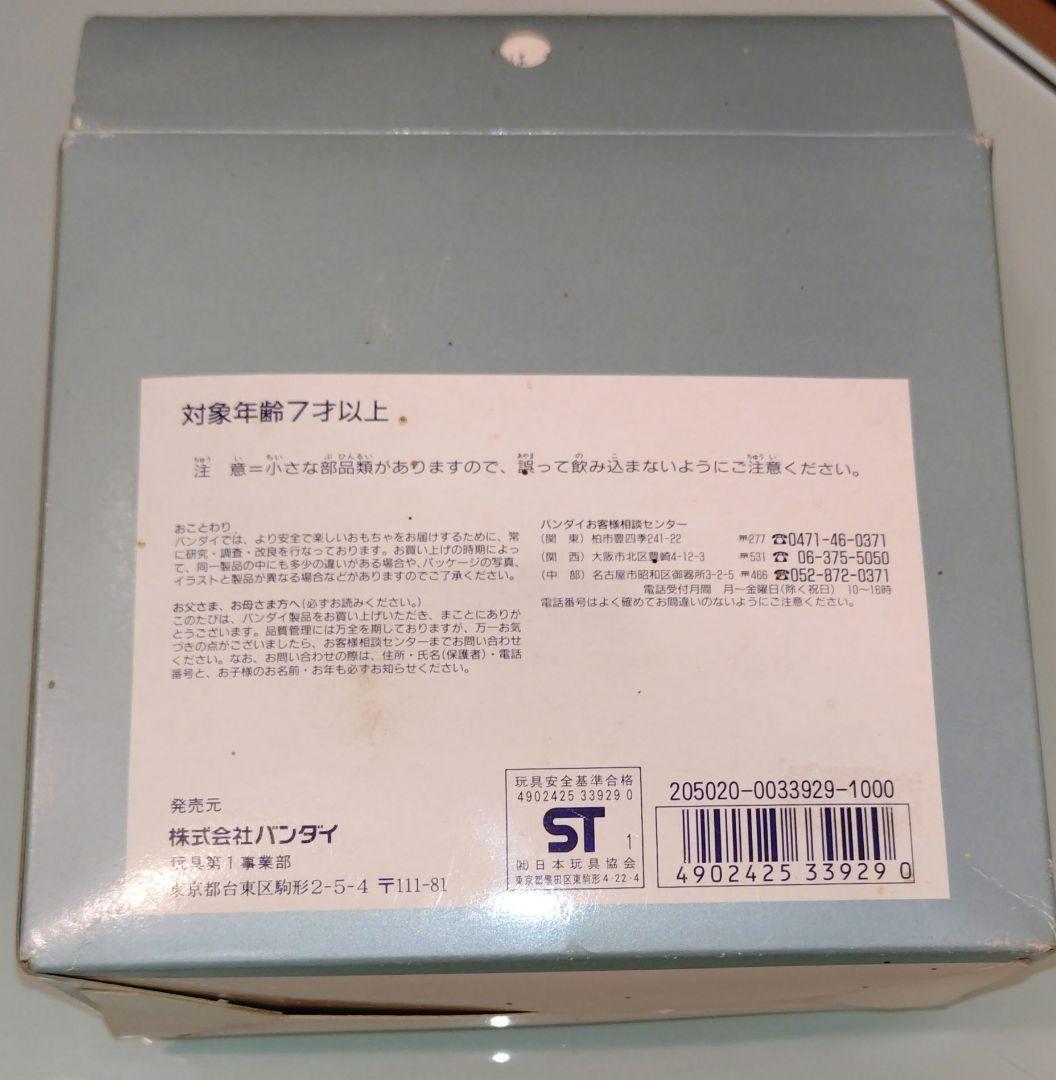 は
対象年齢7才以上
注意=小さな部品類がありますので、誤って飲み込まないようにご注意ください。
おことわり
バンダイでは、より安全で楽しいおもちゃをお届けするために、常
に研究・調査・改良を行なっております。お買い上げの時期によっ
て、同一製品の中にも多少の違いがある場合や、パッケージの写真、
イラストと製品が異なる場合などがありますのでご了承ください。
お父さま、お母さま方へ(必ずお読みください。)
このたびは、バンダイ製品をお買い上げいただき、まことにありが
とうございます。品質管理には万全を期しておりますが、万一お気
づきの点がございましたら、お客様相談センターまでお問い合わせ
ください。なお、お問い合わせの際は、住所・氏名(保護者)・電話
番号と、お子様のお名前・お年も必ずお知らせください。
バンダイお客様相談センター
(関 東) 柏市豊四季241-22 〠277 ☎0471-46-0371
(関 西) 大阪市北区豊崎4-12-3 〠531 ☎ 06-375-5050
(中 部) 名古屋市昭和区御器所3-2-5 〠466 ☎052-872-0371
電話受付月間 月〜金曜日(除く祝日) 10〜16時
電話番号はよく確めてお間違いのないようにご注意ください。
発売元
株式会社バンダイ
玩具第1事業部
東京都台東区駒形2-5-4 〒111-81
玩具安全基準合格
4902425 33929 0
ST 1
(社)日本玩具協会
東京都墨田区東駒形4-22-4
205020-0033929-1000
4902425 339290